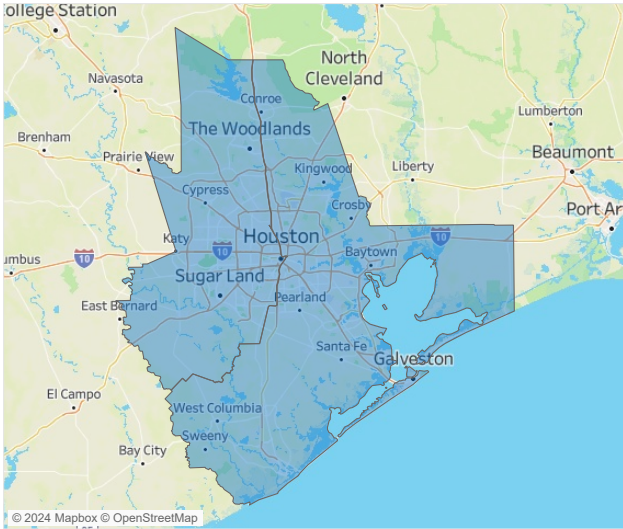 ollege Station
North
Cleveland
Navasota
Conroe
Lumberton
The Woodlands
Brenham
Prairie View
Beaumont
Kingwood
Liberty
Cypress
Crosby
Port Ar
Katy
10
Houston
10
Baytown
umbus
10
Sugar Land
East Bernard
Pearland
Santa Fe
Galveston
El Campo
West Columbia
Sweeny
Bay City
© 2024 Mapbox © OpenStreetMap